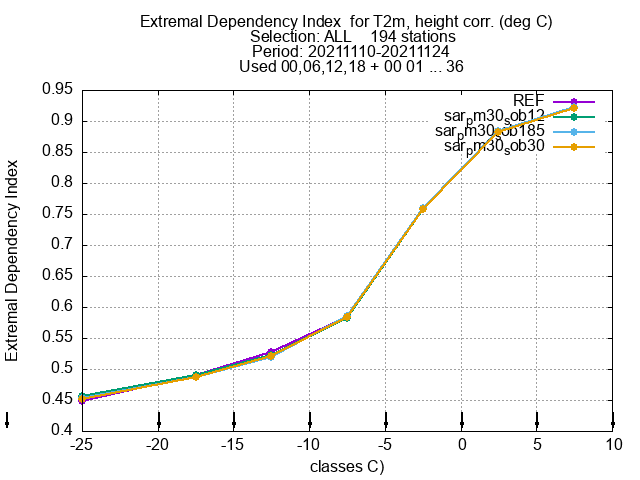 Extremal Dependency Index  for T2m, height corr. (deg C)
Selection: ALL    194 stations
Period: 20211110-20211124
Used 00,06,12,18 + 00 01 ... 36
REF
sar_pm30_sob12
sar_pm30_sob185
sar_pm30_sob30
Extremal Dependency Index
0.95
0.9
0.85
0.8
0.75
0.7
0.65
0.6
0.55
0.5
0.45
0.4
-25 -20 -15 -10 -5 0 5 10
classes C)